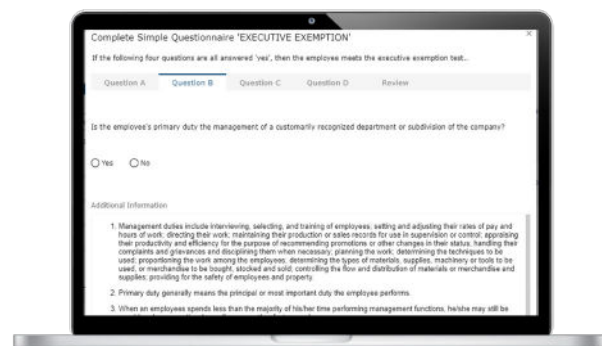 Complete Simple Questionnaire 'EXECUTIVE EXEMPTION'
If the following four questions are all answered 'yes', then the employee meets the executive exemption test..
Question A Question B Question C Question D Review
Is the employee's primary duty the management of a customarily recognized department or subdivision of the company?
Yes No
Additional Information
1. Management duties include interviewing, selecting, and training of employees; setting and adjusting their rates of pay and
hours of work; directing their work; maintaining their production or sales records for use in supervision or control; appraising
their productivity and efficiency for the purpose of recommending promotions or other changes in their status; handling their
complaints and grievances and disciplining them when necessary; planning the work; determining the techniques to be
used; proportioning the work among the employees; determining the types of materials, supplies, machinery or tools to be
used, or merchandise to be bought, stocked and sold; controlling the flow and distribution of materials or merchandise and
supplies; providing for the safety of employees and property.
2. Primary duty generally means the principal or most important duty the employee performs.
3. When an employees spends less than the majority of his/her time performing management functions, he/she may still be